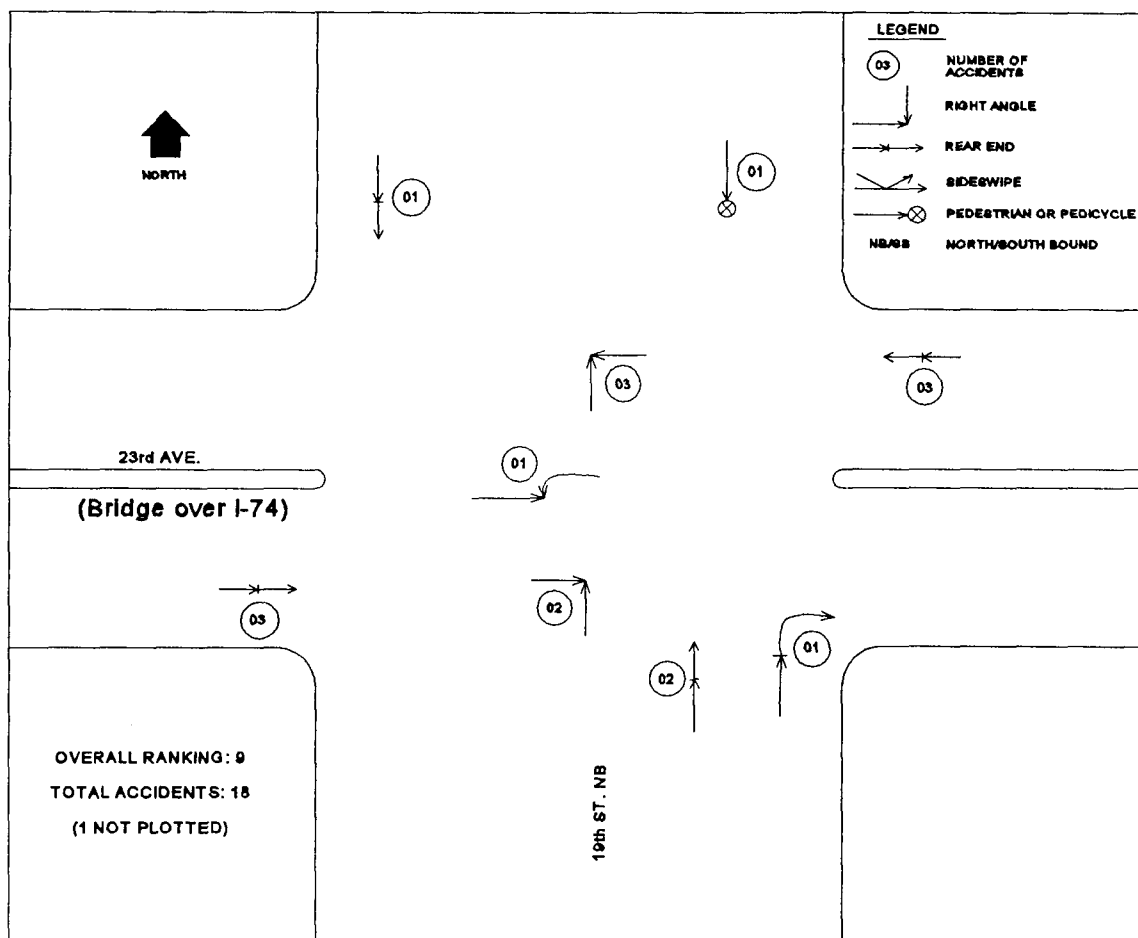 LEGEND
03
NUMBER OF
ACCIDENTS
RIGHT ANGLE
REAR END
SIDESWIPE
PEDESTRIAN OR PEDICYCLE
NB/SB
NORTH/SOUTH BOUND
NORTH
01
01
03
03
23rd AVE.
01
(Bridge over I-74)
02
03
01
02
OVERALL RANKING: 9
TOTAL ACCIDENTS: 18
(1 NOT PLOTTED)
19th ST. NB